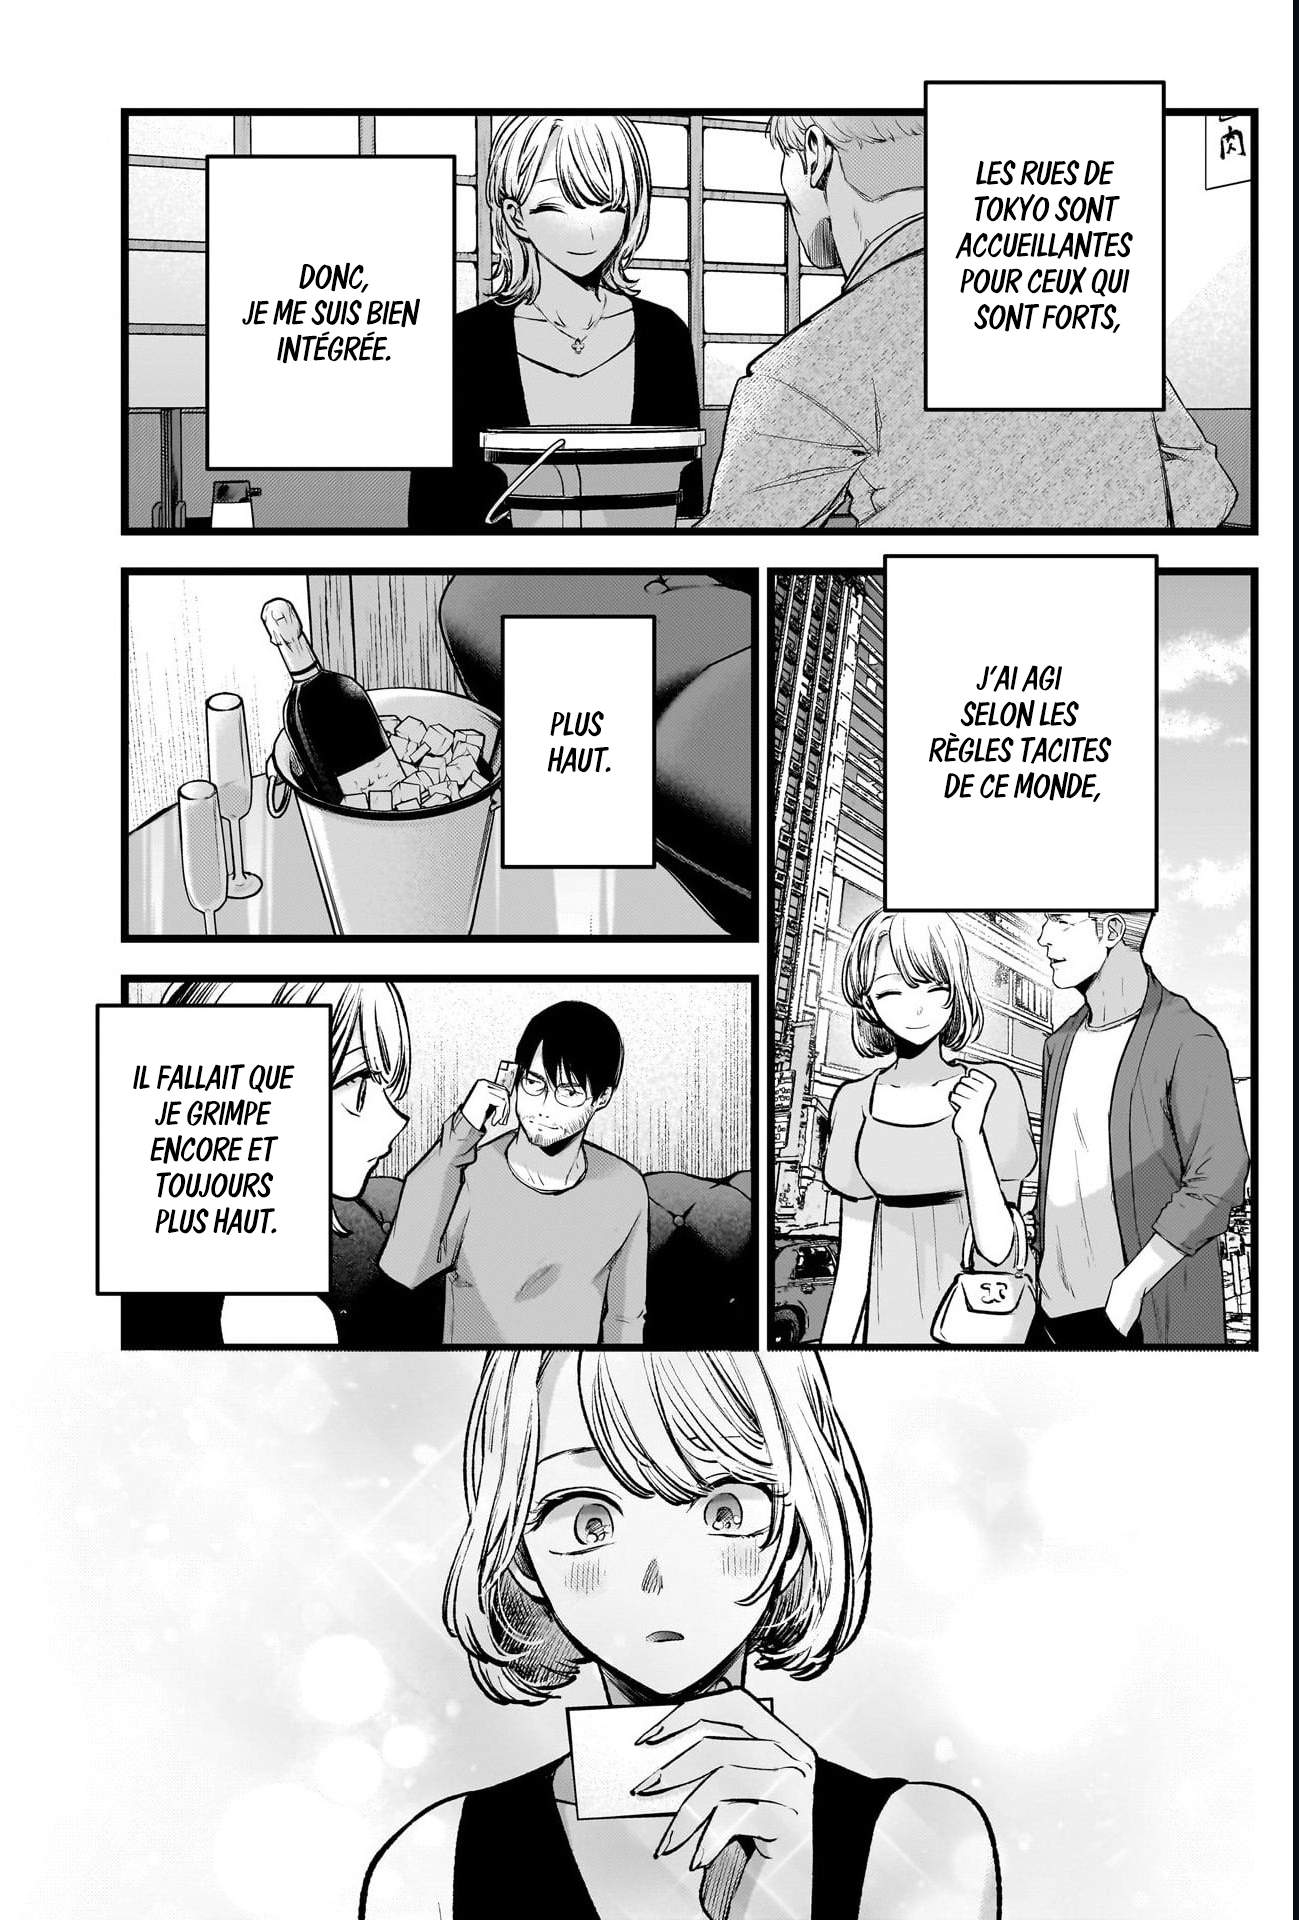 肉
LES RUES DE
TOKYO SONT
ACCUEILLANTES
POUR CEUX QUI
SONT FORTS,
DONC,
JE ME SUIS BIEN
INTÉGRÉE.
J'AI AGI
SELON LES
RÈGLES TACITES
DE CE MONDE,
PLUS
HAUT.
IL FALLAIT QUE
JE GRIMPE
ENCORE ET
TOUJOURS
PLUS HAUT.